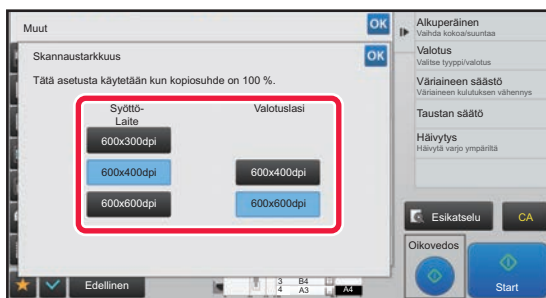 Muut
OK
Skannaustarkkuus
OK
Tätä asetusta käytetään kun kopiosuhde on 100 %.
Syöttö-
Laite
Valotuslasi
600x300dpi
600x400dpi
600x400dpi
600x600dpi
600x600dpi
Edellinen
3 B4
4 A3
A4
Alkuperäinen
Vaihda kokoa/suuntaa
Valotus
Valitse tyyppi/valotus
Väriaineen säästö
Väriaineen kulutuksen vähennys
Taustan säätö
Häivytys
Häivytä varjo ympäriltä
Esikatselu
CA
Oikovedos
Start